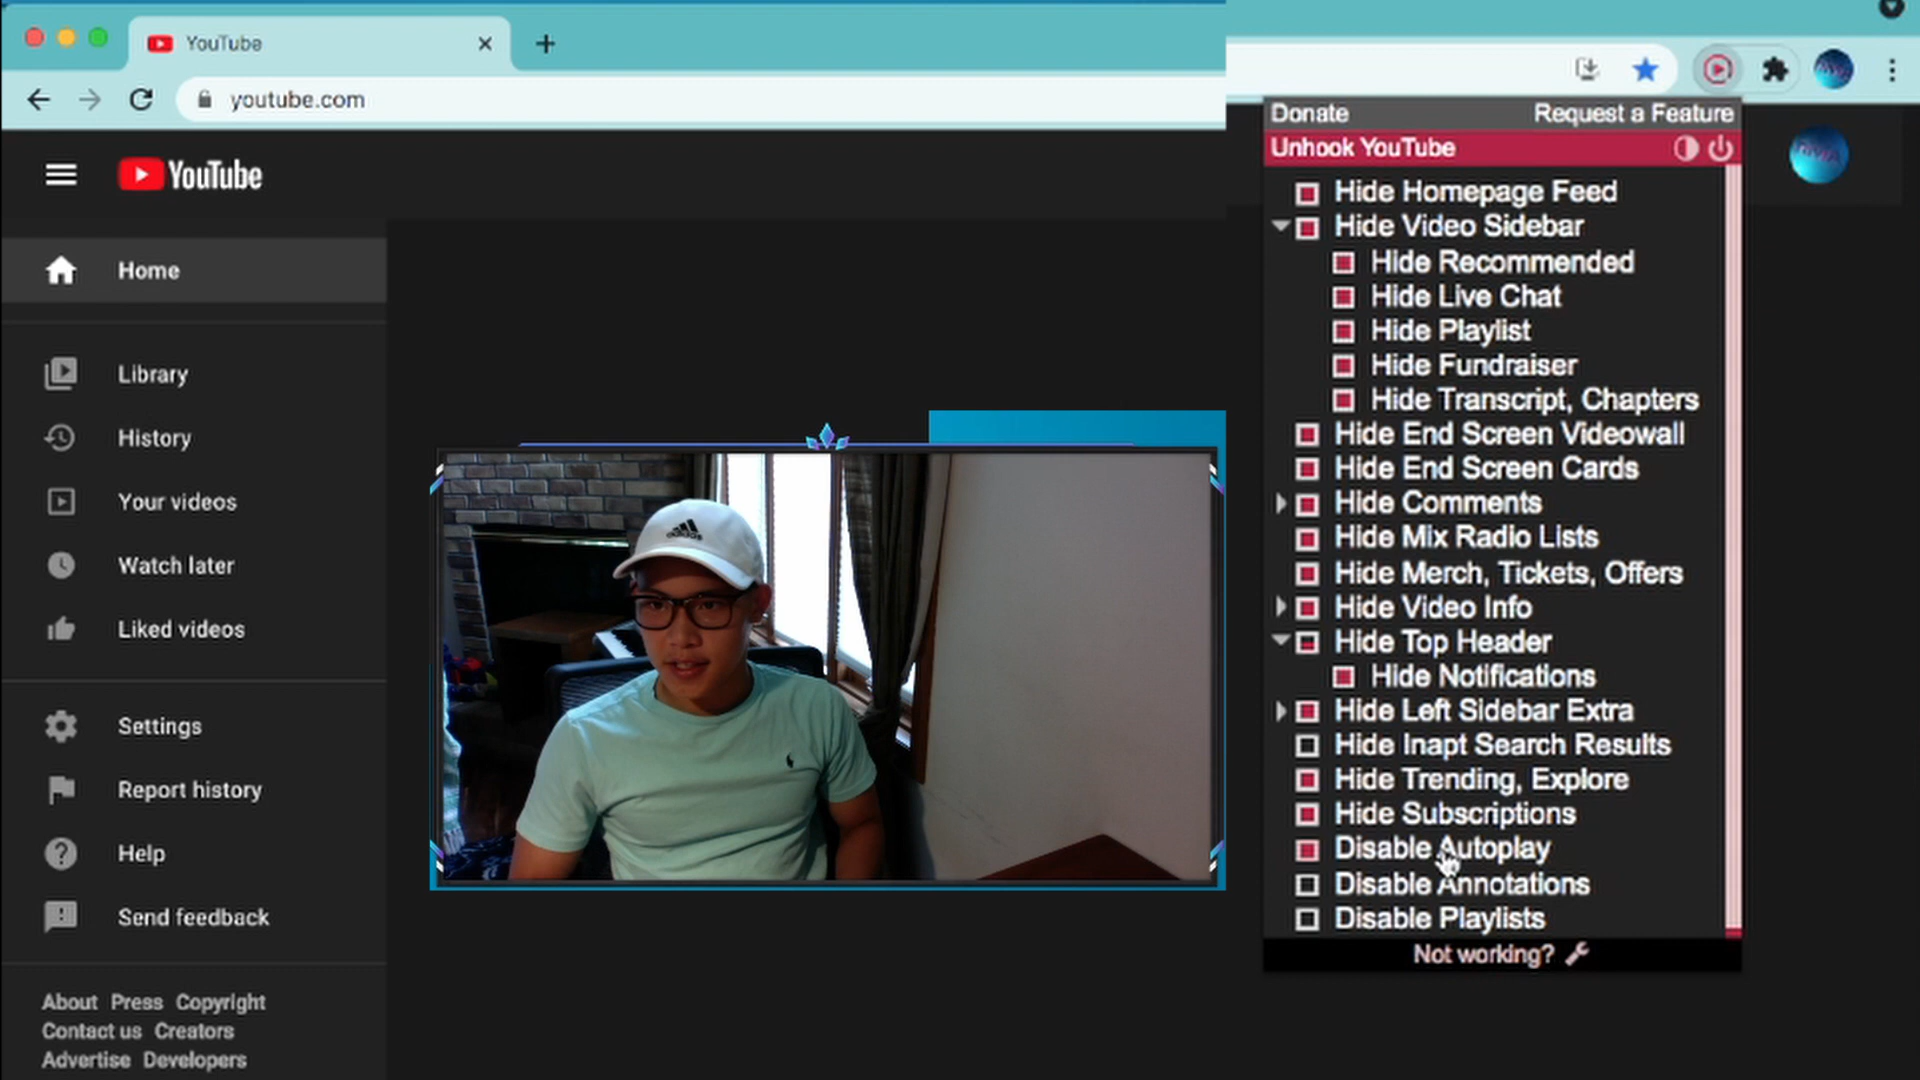 YouTube
youtube.com
YouTube
Home
Library
History
Your videos
Watch later
Liked videos
Settings
Report history
Help
Send feedback
About Press Copyright
Contact us Creators
Advertise Developers
adidas
Donate Request a Feature
Unhook YouTube
Hide Homepage Feed
Hide Video Sidebar
Hide Recommended
Hide Live Chat
Hide Playlist
Hide Fundraiser
Hide Transcript, Chapters
Hide End Screen Videowall
Hide End Screen Cards
Hide Comments
Hide Mix Radio Lists
Hide Merch, Tickets, Offers
Hide Video Info
Hide Top Header
Hide Notifications
Hide Left Sidebar Extra
Hide Inapt Search Results
Hide Trending, Explore
Hide Subscriptions
Disable Autoplay
Disable Annotations
Disable Playlists
Not working?